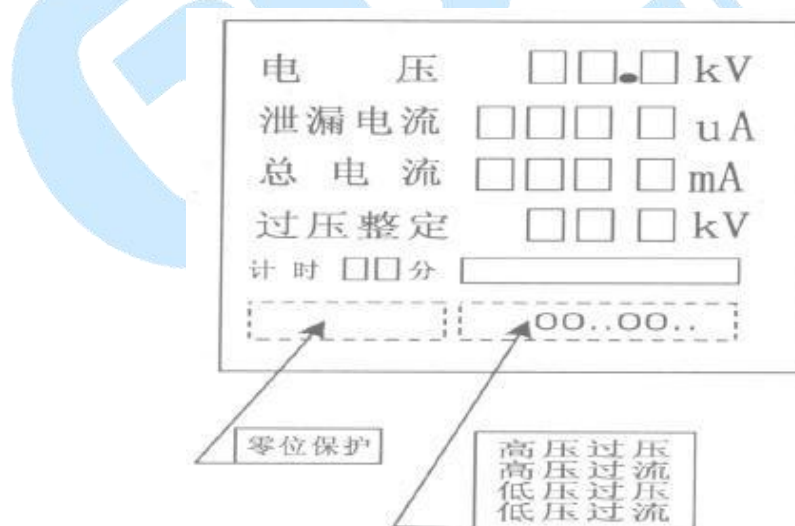 电 压 □□.□ kV
泄漏电流 □□□ □ uA
总 电 流 □□□ □ mA
过压整定 □□ □ kV
计时 □□分
00..00..
零位保护
高压过压
高压过流
低压过压
低压过流